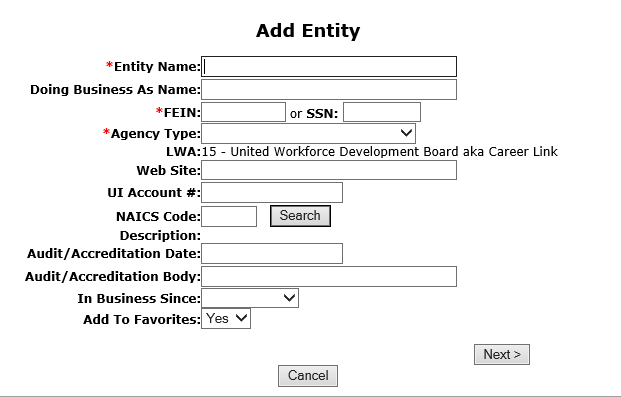 Add Entity
*Entity Name:
Doing Business As Name:
*FEIN: or SSN:
*Agency Type:
LWA:15 - United Workforce Development Board aka Career Link
Web Site:
UI Account #:
NAICS Code: Search
Description:
Audit/Accreditation Date:
Audit/Accreditation Body:
In Business Since:
Add To Favorites: Yes
Next >
Cancel